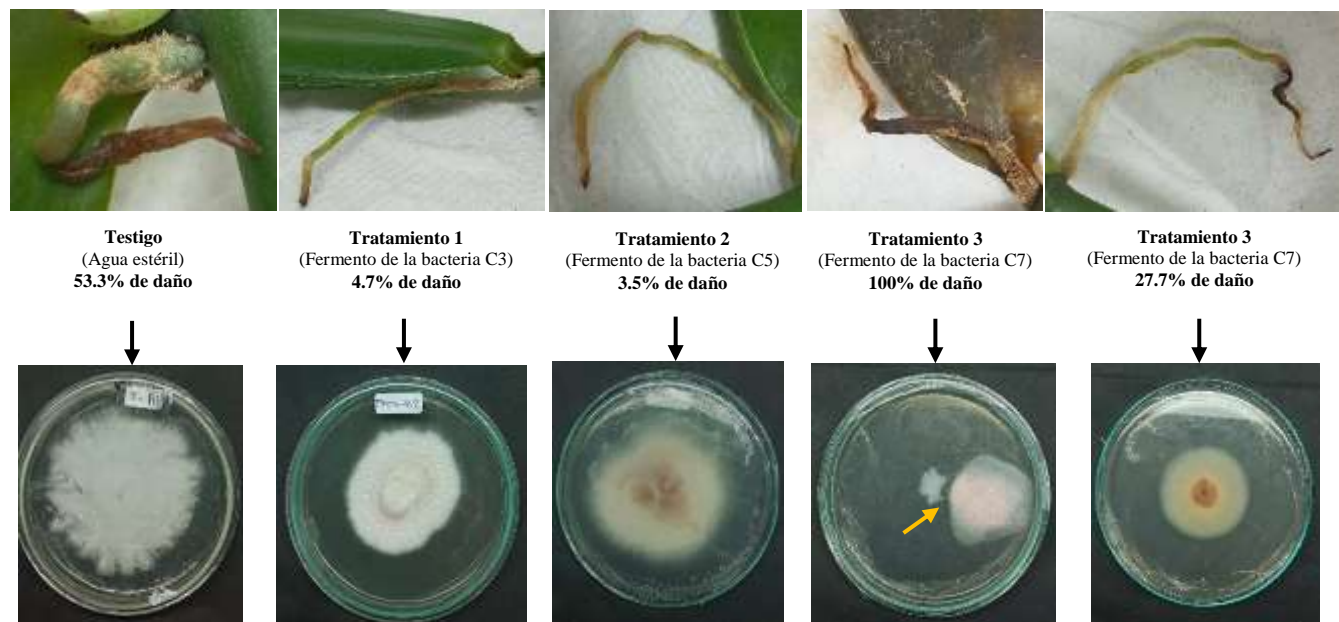 Testigo
(Agua estéril)
53.3% de daño
Tratamiento 1
(Fermento de la bacteria C3)
4.7% de daño
Tratamiento 2
(Fermento de la bacteria C5)
3.5% de daño
Tratamiento 3
(Fermento de la bacteria C7)
100% de daño
Tratamiento 3
(Fermento de la bacteria C7)
27.7% de daño